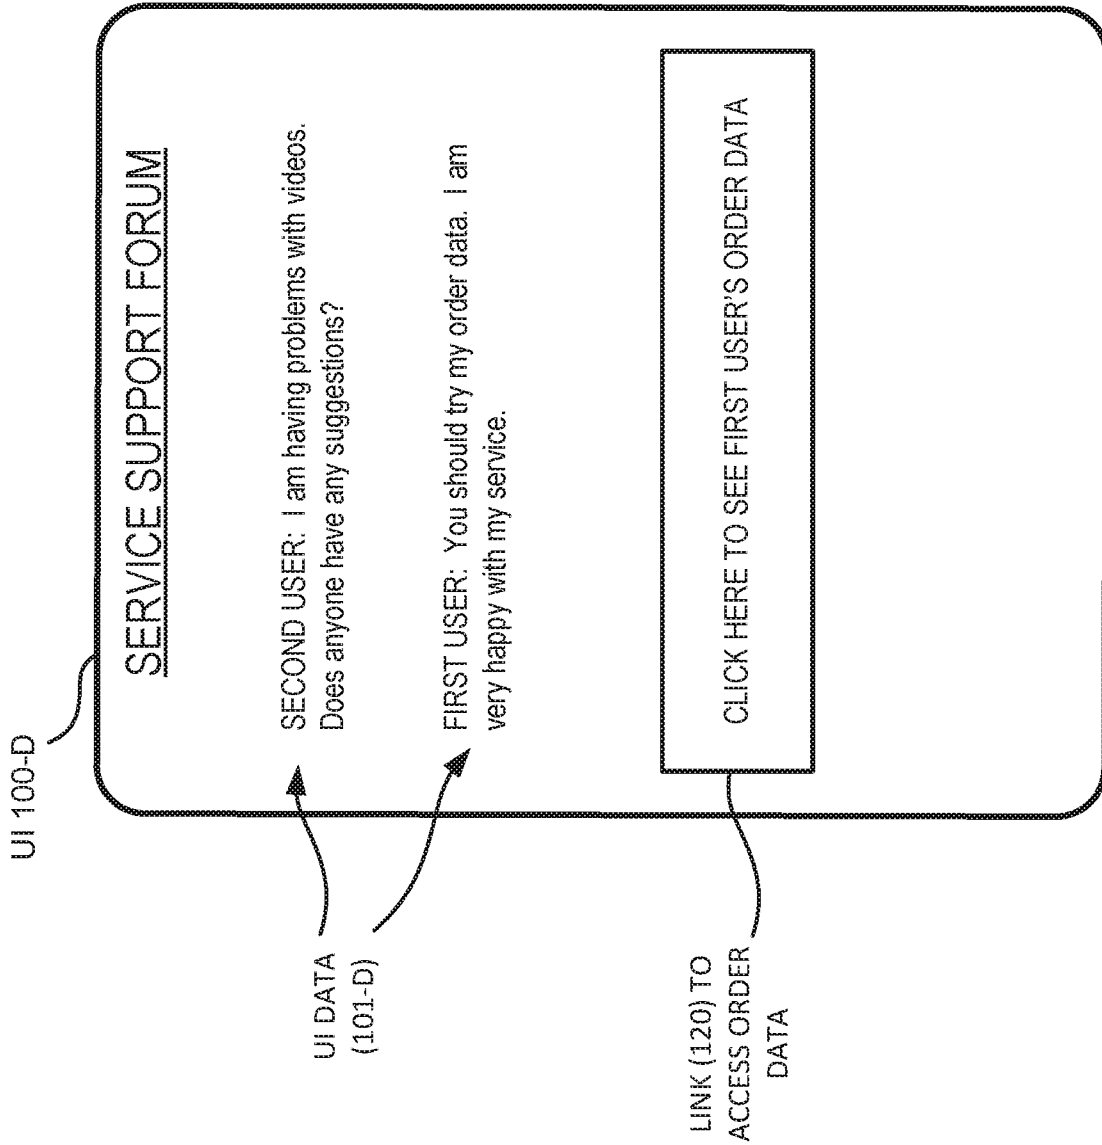 UI 100-D
SERVICE SUPPORT FORUM
UI DATA
(101-D)
SECOND USER: I am having problems with videos.
Does anyone have any suggestions?
FIRST USER: You should try my order data. I am
very happy with my service.
LINK (120) TO
ACCESS ORDER
DATA
CLICK HERE TO SEE FIRST USER'S ORDER DATA